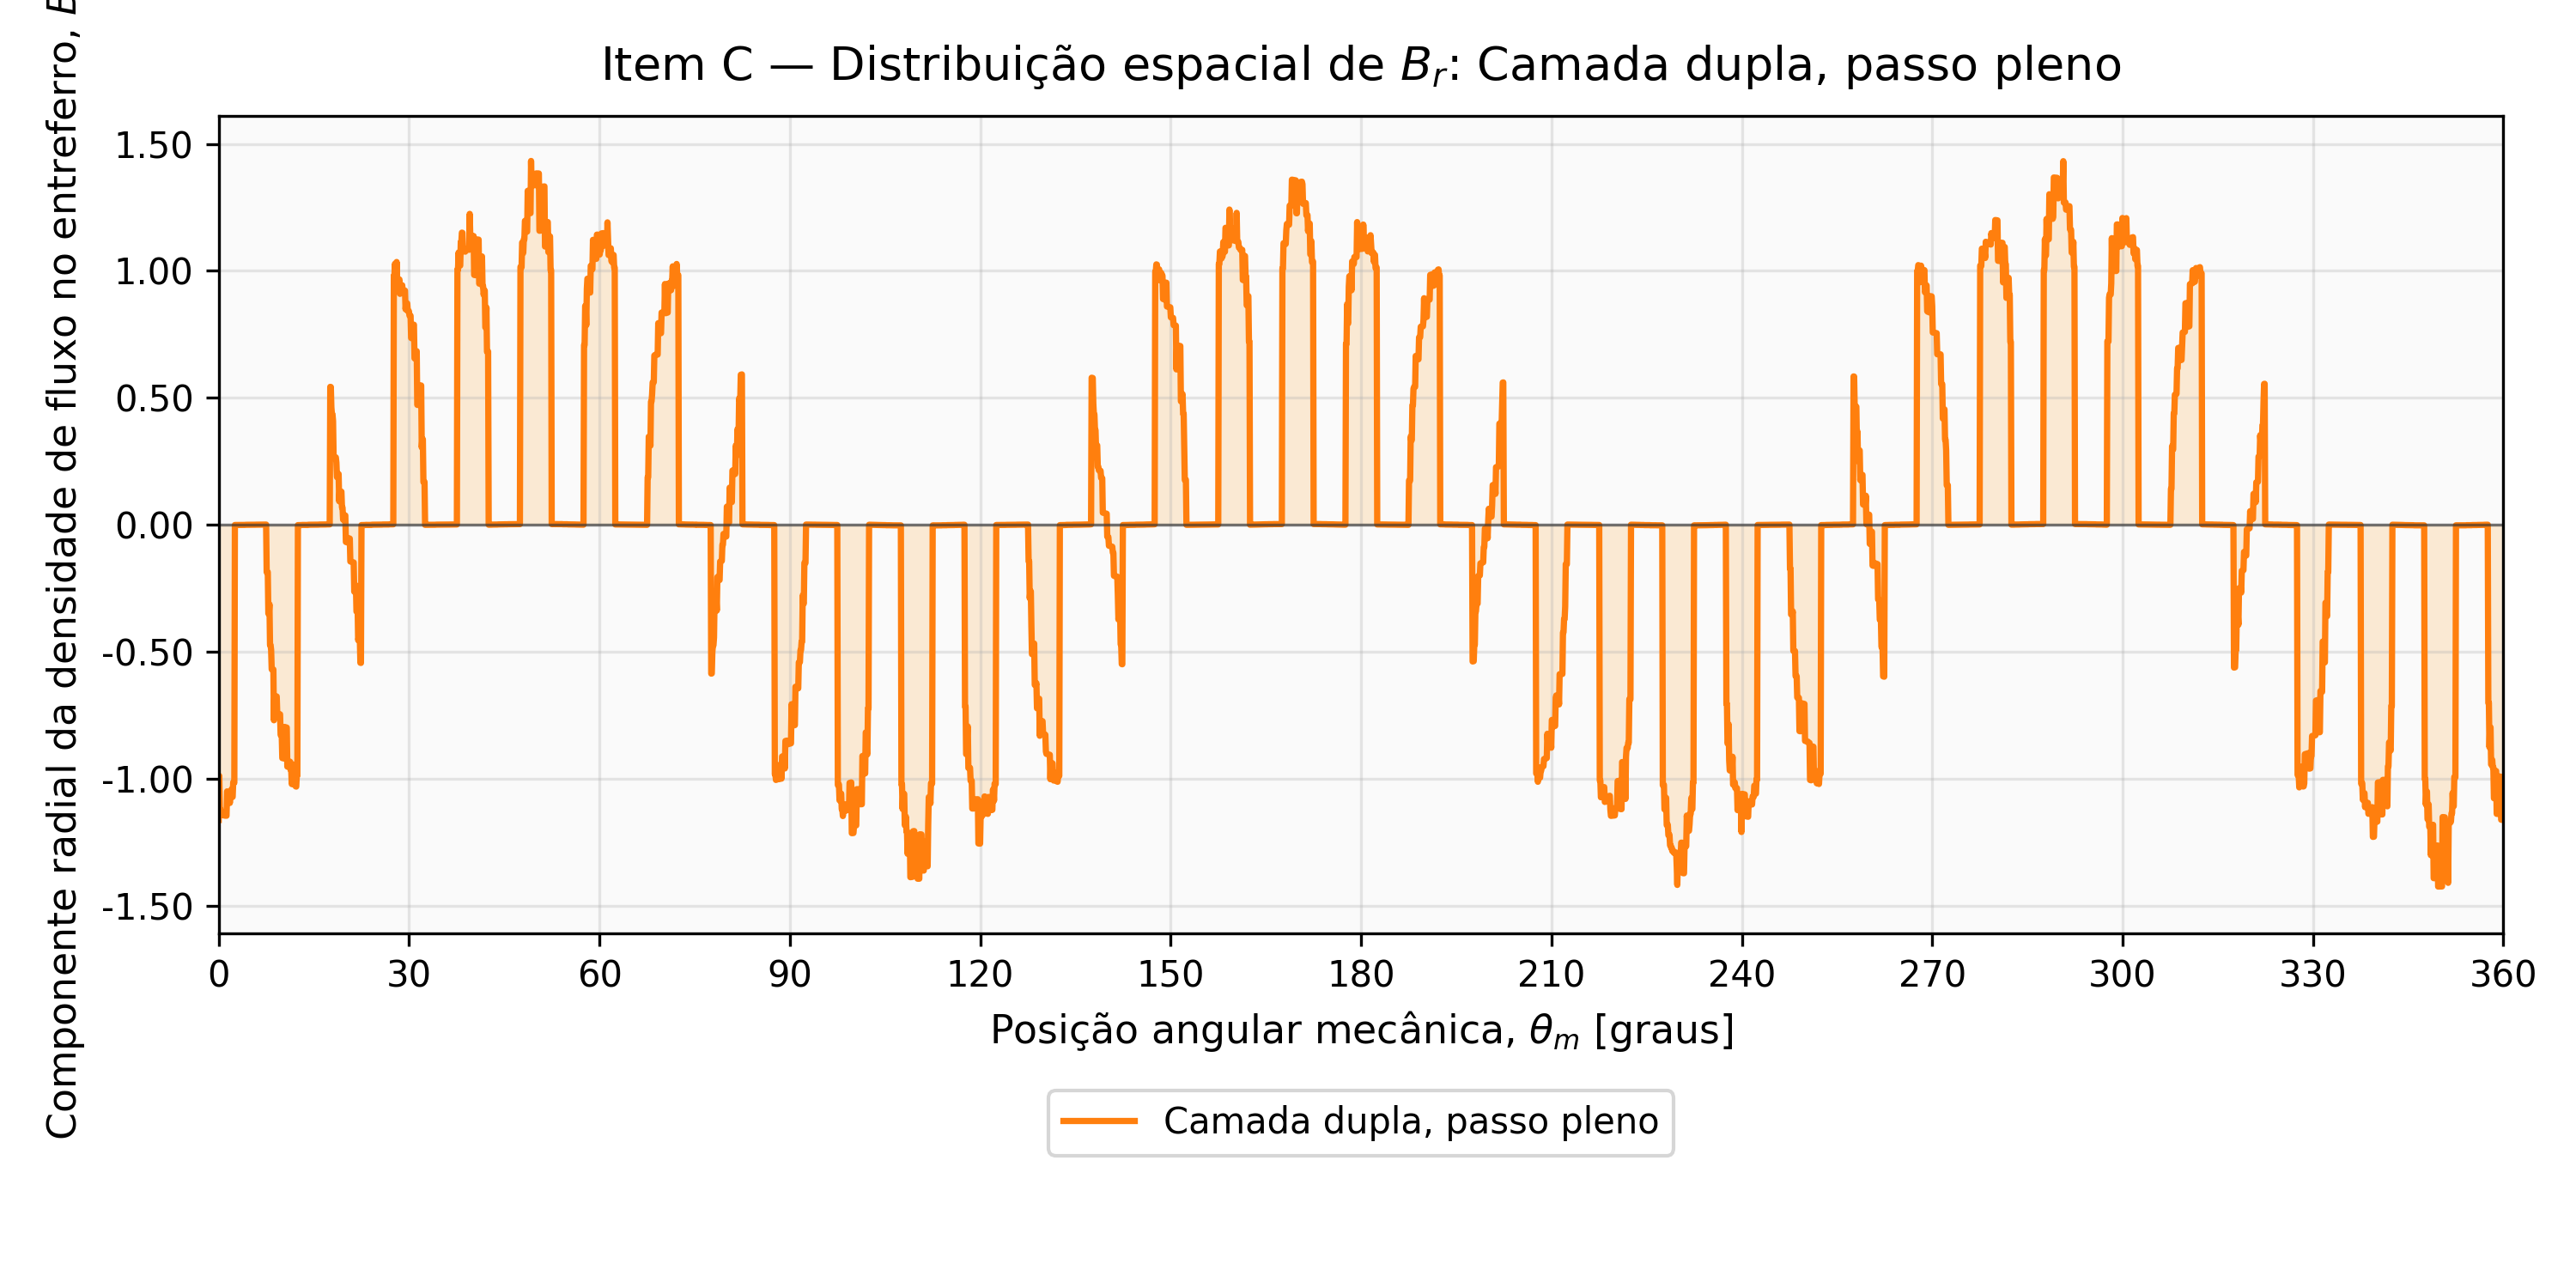 Item C — Distribuição espacial de Br: Camada dupla, passo pleno
Componente radial da densidade de fluxo no entreferro, B
1.50
1.00
0.50
0.00
-0.50
-1.00
-1.50
0 30 60 90 120 150 180 210 240 270 300 330 360
Posição angular mecânica, θm [graus]
Camada dupla, passo pleno